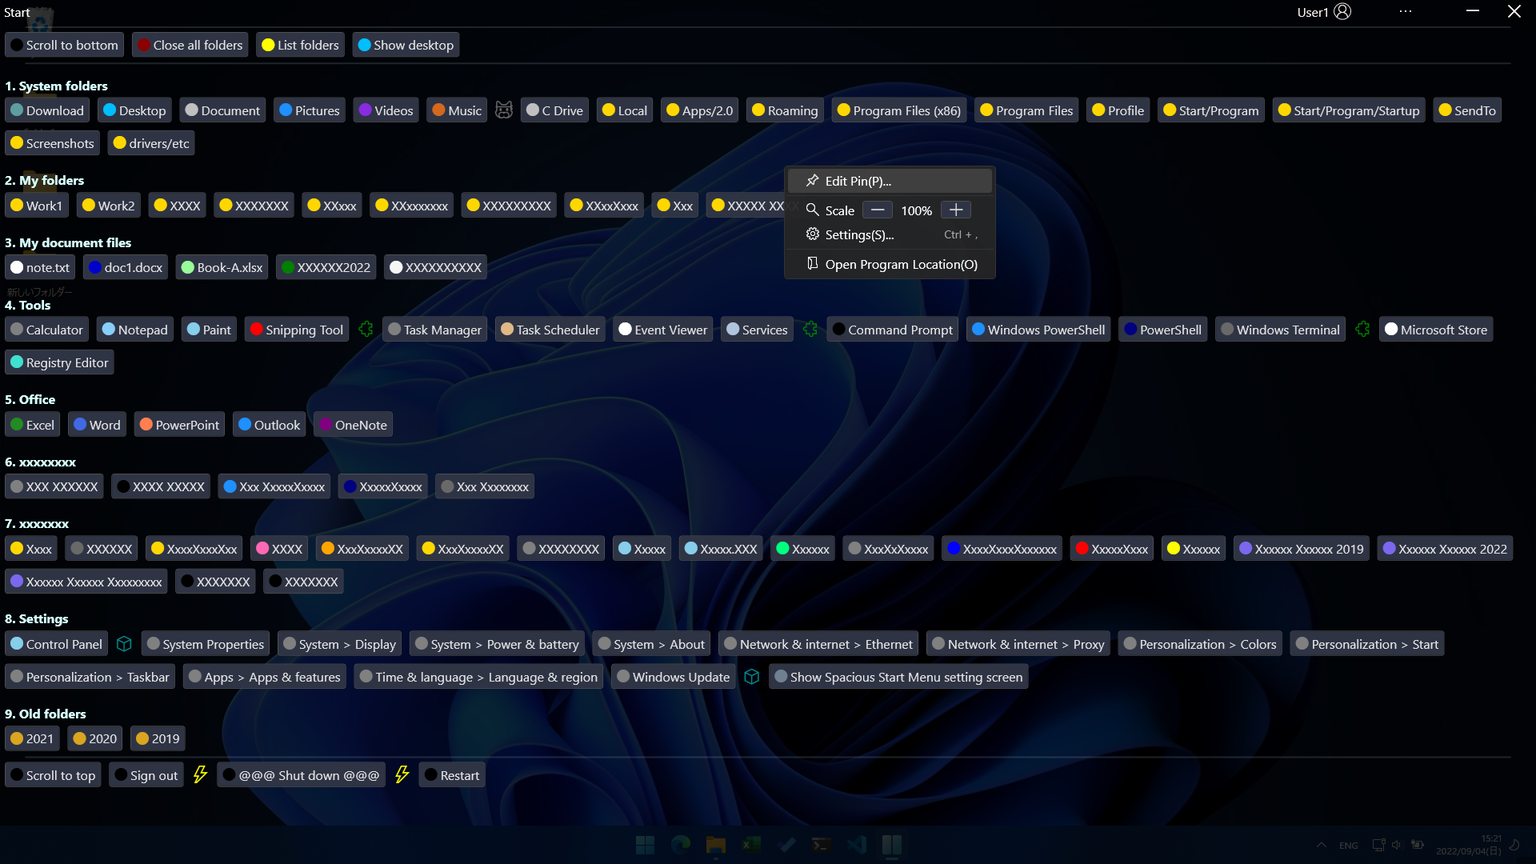 Start
User1
Scroll to bottom Close all folders List folders Show desktop
1. System folders
Download Desktop Document Pictures Videos Music C Drive Local Apps/2.0 Roaming Program Files (x86) Program Files Profile Start/Program Start/Program/Startup SendTo
Screenshots drivers/etc
2. My folders
Work1 Work2 XXXX XXXXXXX XXxxx XXxxxxxxx XXXXXXXXX XXxxXxxx Xxx XXXXX
Edit Pin(P)...
Scale 100%
Settings(S)... Ctrl + ,
Open Program Location(O)
3. My document files
note.txt doc1.docx Book-A.xlsx XXXXXX2022 XXXXXXXXXX
新しいフォルダー
4. Tools
Calculator Notepad Paint Snipping Tool Task Manager Task Scheduler Event Viewer Services Command Prompt Windows PowerShell PowerShell Windows Terminal Microsoft Store
Registry Editor
5. Office
Excel Word PowerPoint Outlook OneNote
6. xxxxxxxx
XXX XXXXXX XXXX XXXXX Xxx XxxxxXxxxx XxxxxXxxxx Xxx Xxxxxxxx
7. xxxxxxx
Xxxx XXXXXX XxxxXxxxXxx XXXX XxxXxxxxXX XxxXxxxxXX XXXXXXXX Xxxxx Xxxxx.XXX Xxxxxx XxxXxXxxxx XxxxXxxxXxxxxxx XxxxxXxxx Xxxxxx Xxxxxx Xxxxxx 2019 Xxxxxx Xxxxxx 2022
Xxxxxx Xxxxxx Xxxxxxxxx XXXXXXX XXXXXXX
8. Settings
Control Panel System Properties System > Display System > Power & battery System > About Network & internet > Ethernet Network & internet > Proxy Personalization > Colors Personalization > Start
Personalization > Taskbar Apps > Apps & features Time & language > Language & region Windows Update Show Spacious Start Menu setting screen
9. Old folders
2021 2020 2019
Scroll to top Sign out @@@ Shut down @@@ Restart
ENG
15:21
2022/09/04(日)